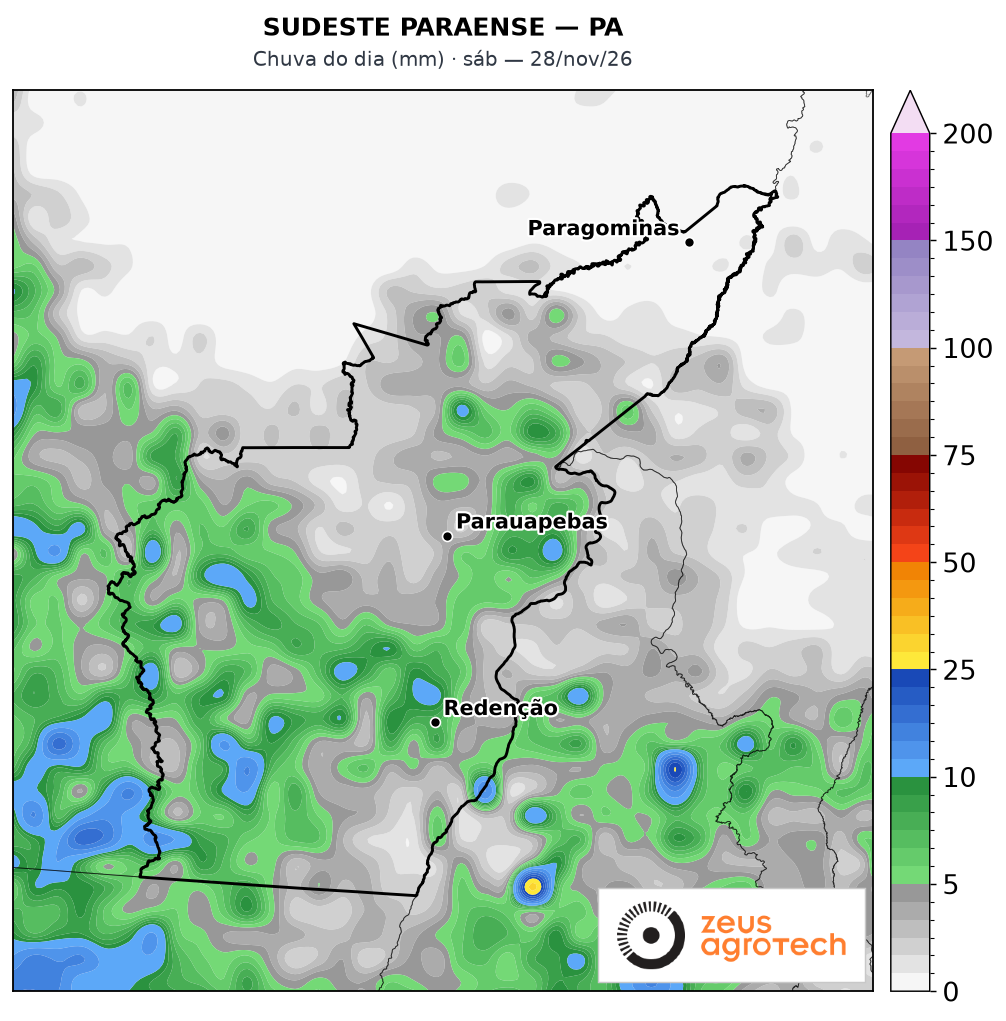 SUDESTE PARAENSE — PA
Chuva do dia (mm) · sáb — 28/nov/26
Paragominas
Parauapebas
Redenção
200
150
100
75
50
25
10
5
0
zeus
agrotech